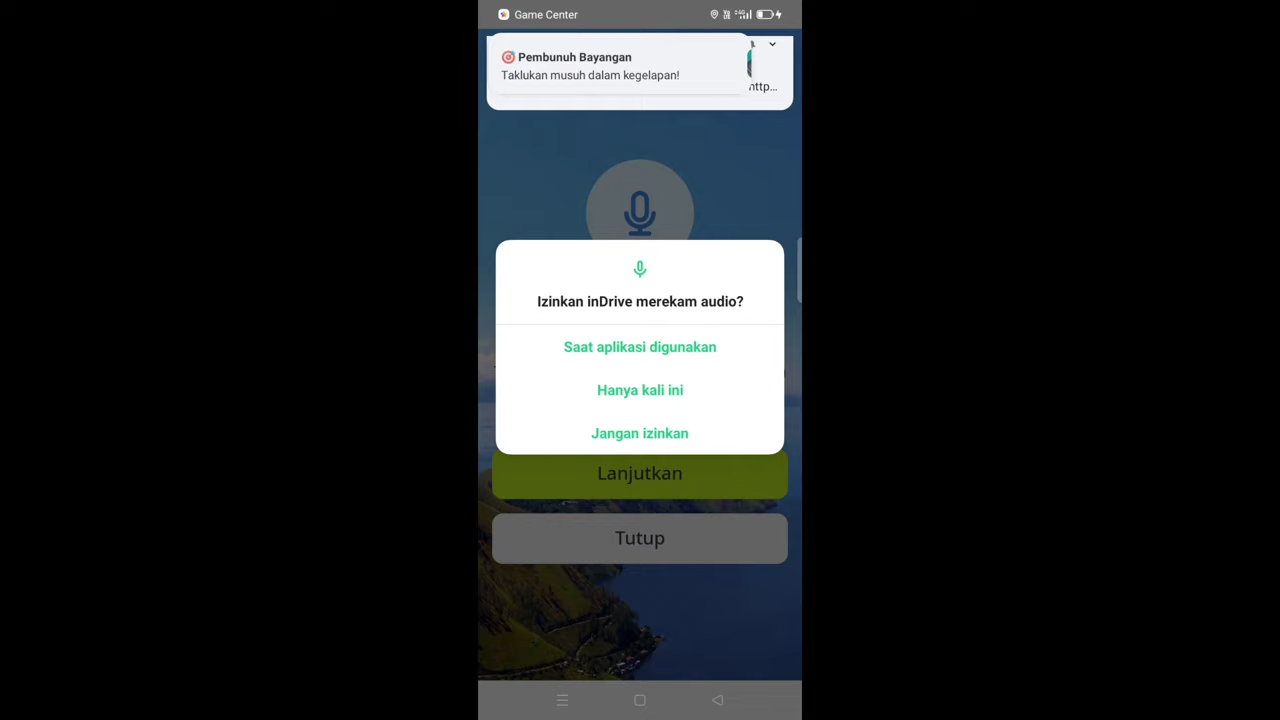 Game Center
Pembunuh Bayangan
Taklukan musuh dalam kegelapan!
http...
Izinkan inDrive merekam audio?
Saat aplikasi digunakan
Hanya kali ini
Jangan izinkan
Lanjutkan
Tutup